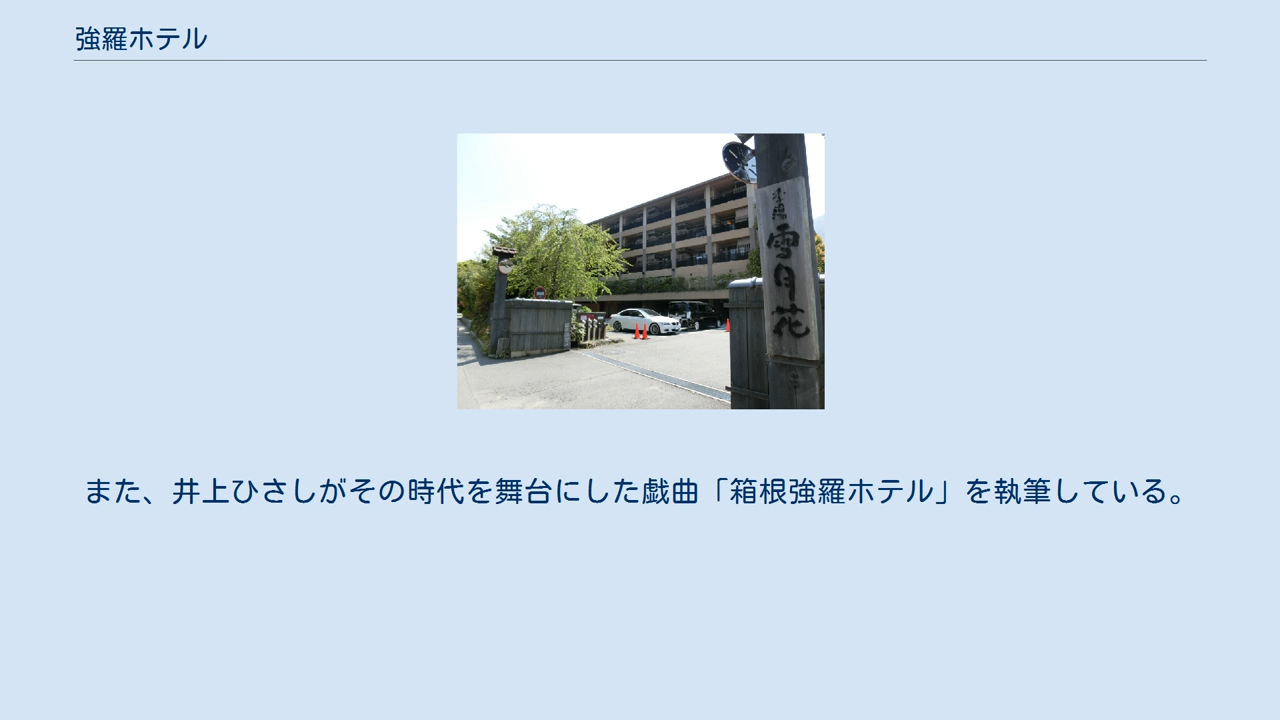 強羅ホテル
雪月花
また、井上ひさしがその時代を舞台にした戯曲「箱根強羅ホテル」を執筆している。